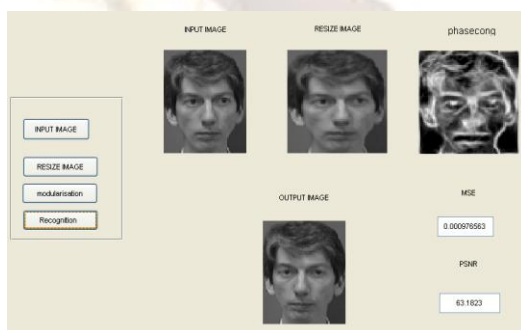 INPUT IMAGE
RESIZE IMAGE
phasecong
INPUT IMAGE
RESIZE IMAGE
modularisation
Recognition
OUTPUT IMAGE
MSE
0.000976563
PSNR
63.1823